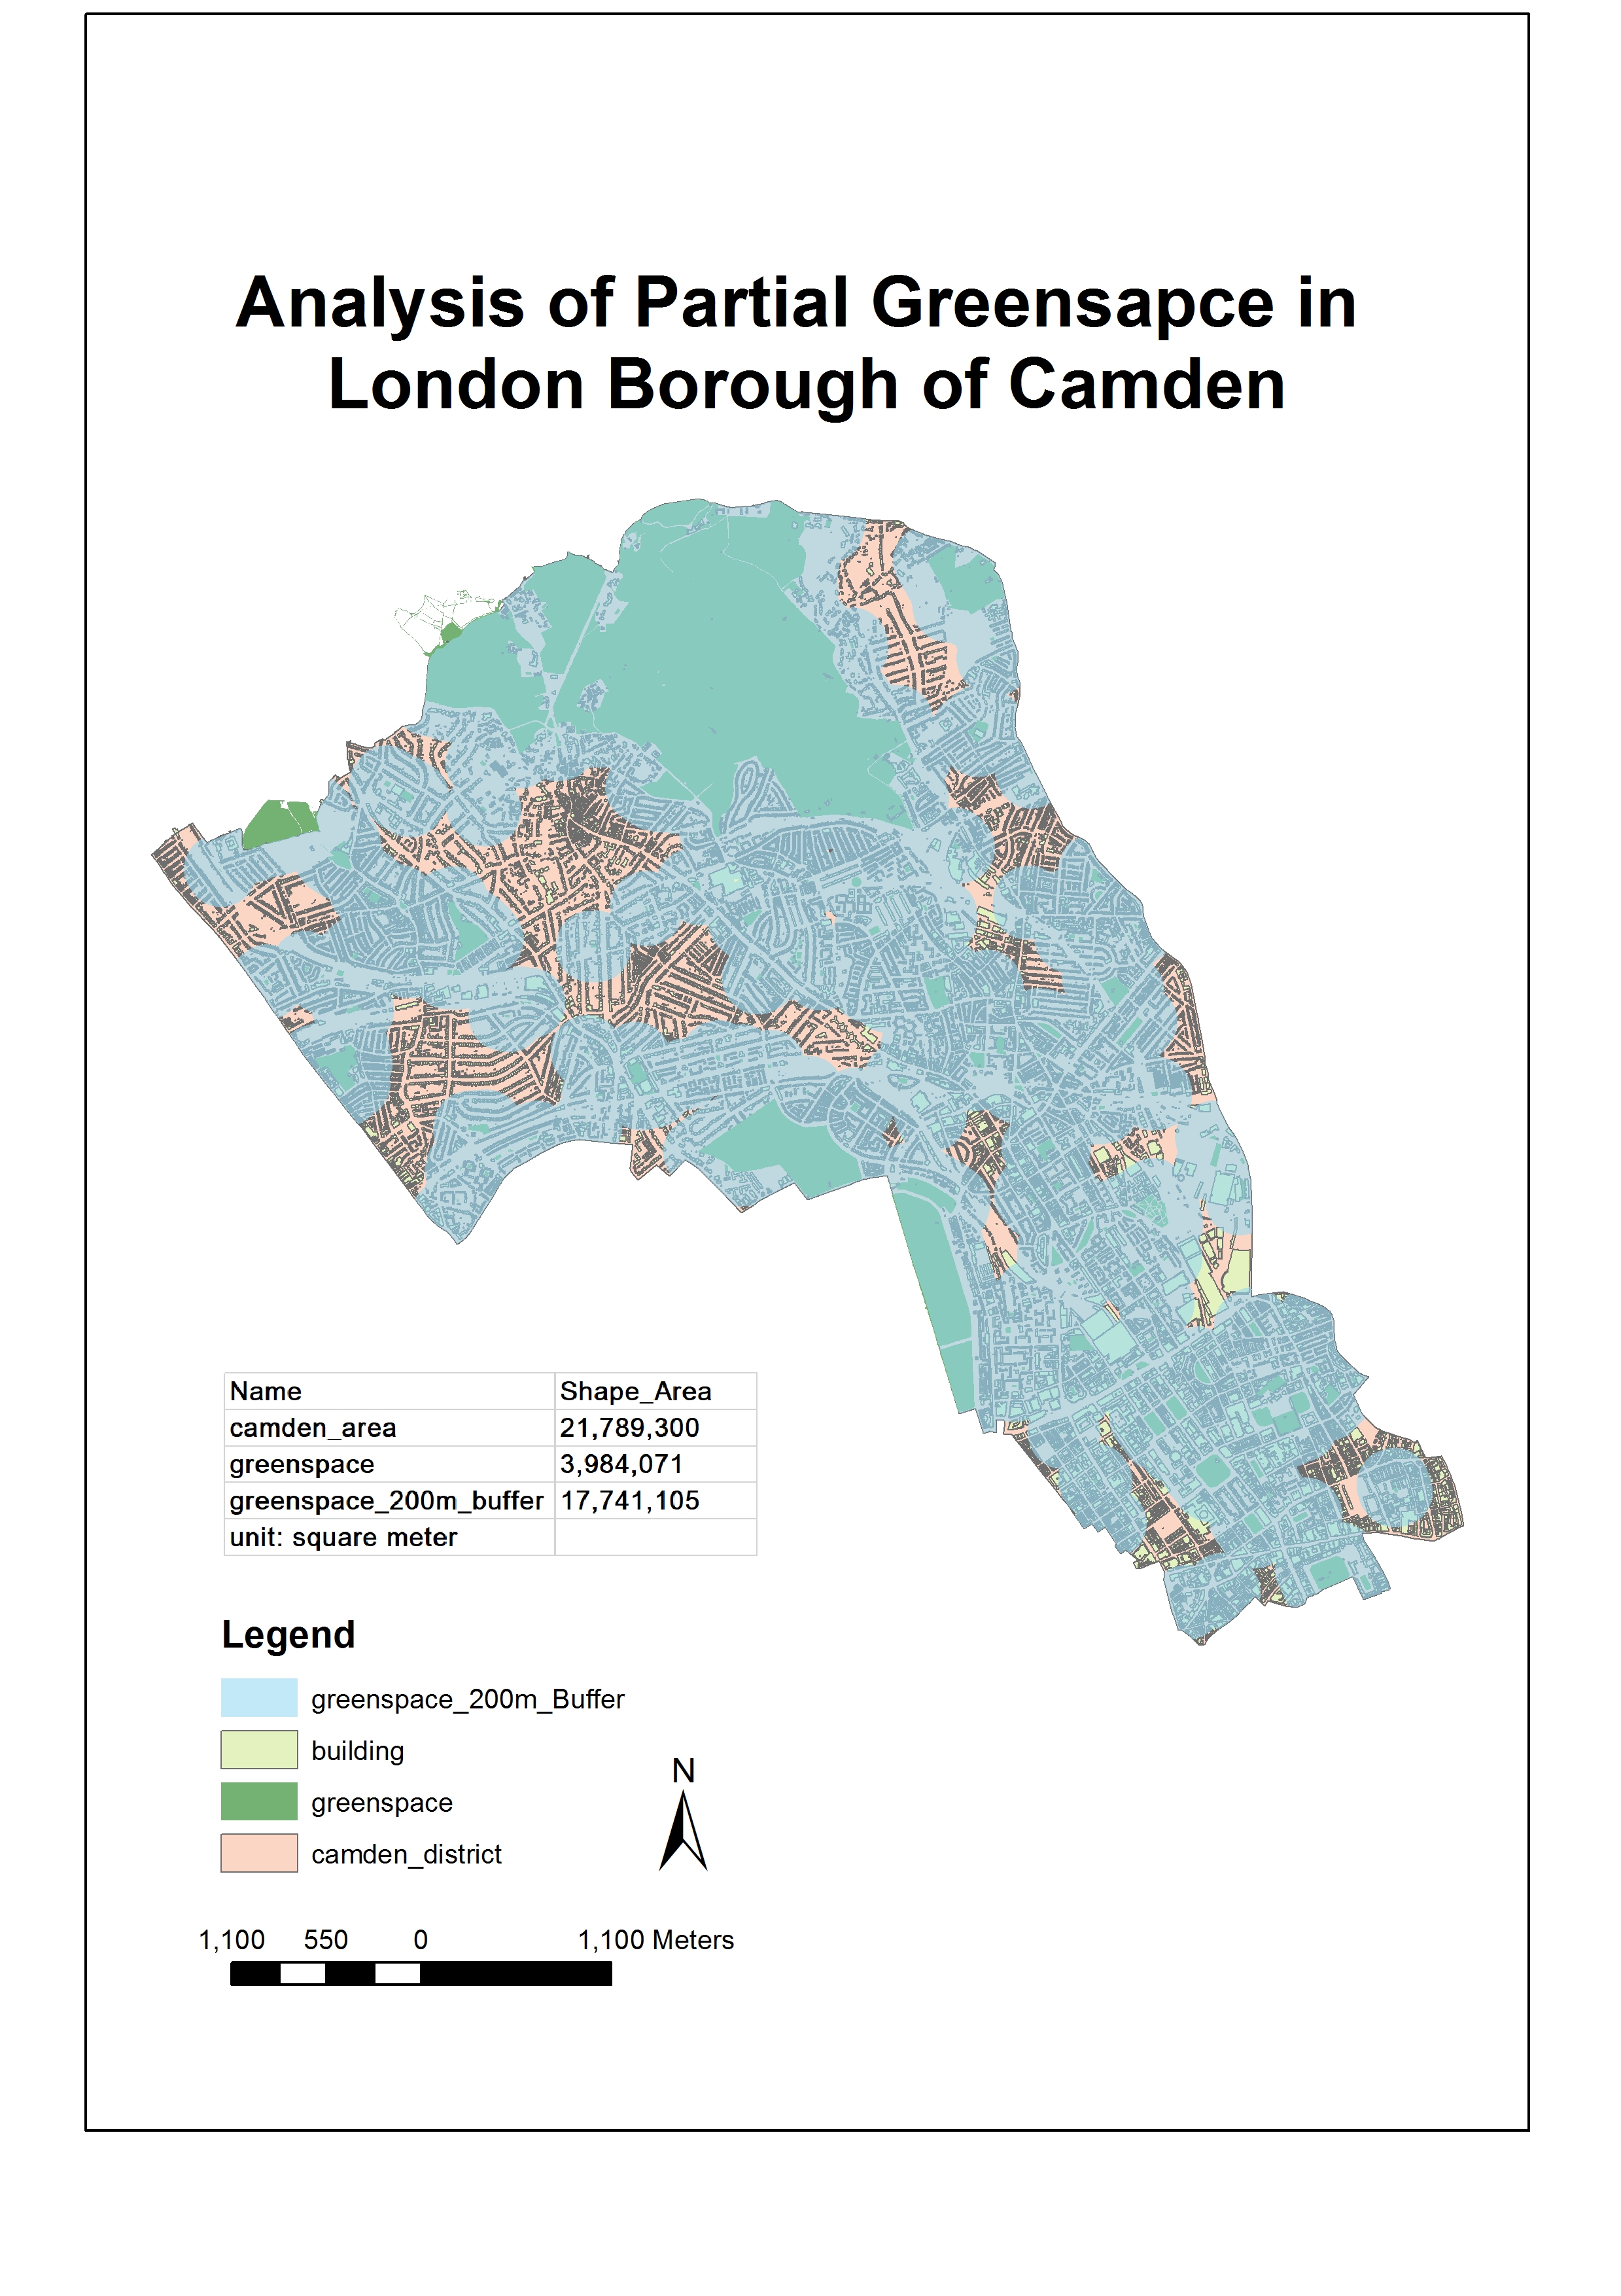 Analysis of Partial Greensapce in
London Borough of Camden
Name Shape_Area
camden_area 21,789,300
greenspace 3,984,071
greenspace_200m_buffer 17,741,105
unit: square meter
Legend
greenspace_200m_Buffer
building
greenspace
camden_district
N
1,100 550 0 1,100 Meters